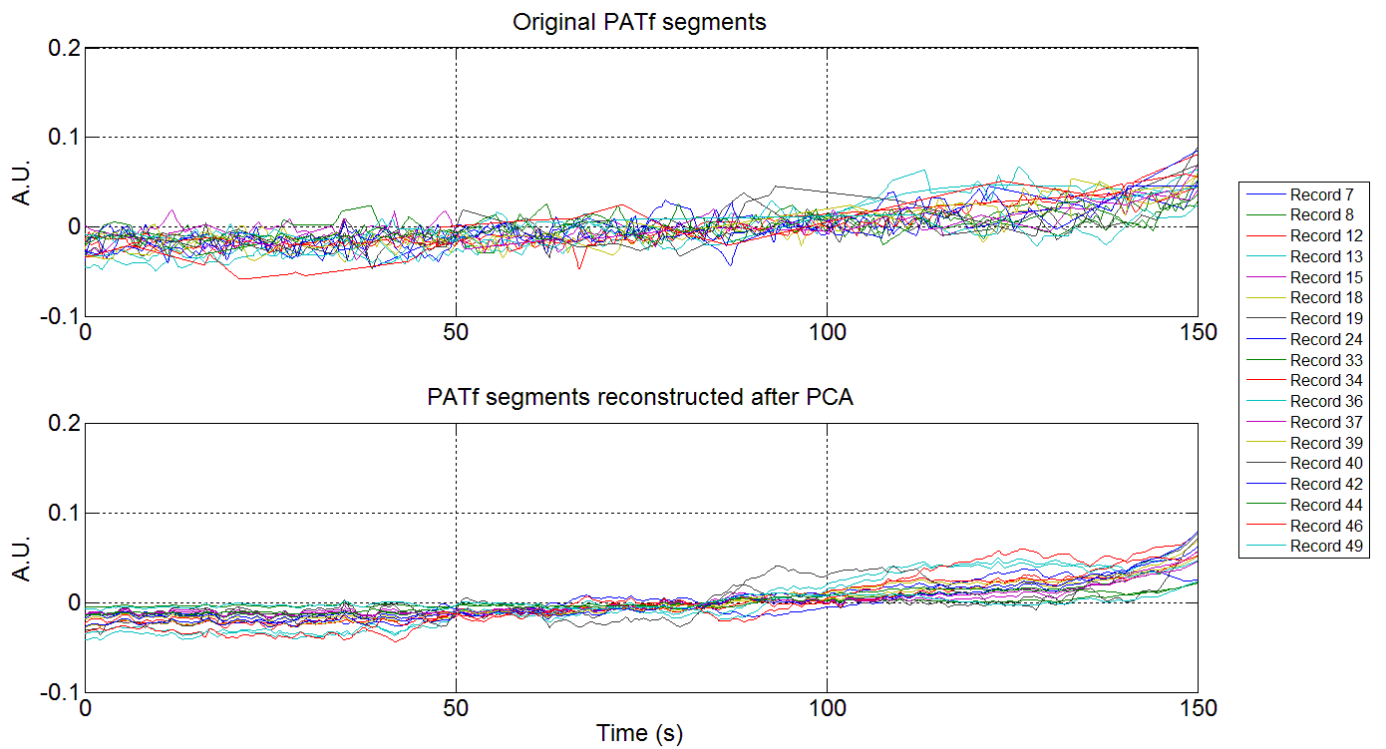 Original PATf segments
0.2
0.1
0
-0.1
A.U.
0 50 100 150
PATf segments reconstructed after PCA
0.2
0.1
0
-0.1
A.U.
0 50 100 150
Time (s)
Record 7
Record 8
Record 12
Record 13
Record 15
Record 18
Record 19
Record 24
Record 33
Record 34
Record 36
Record 37
Record 39
Record 40
Record 42
Record 44
Record 46
Record 49